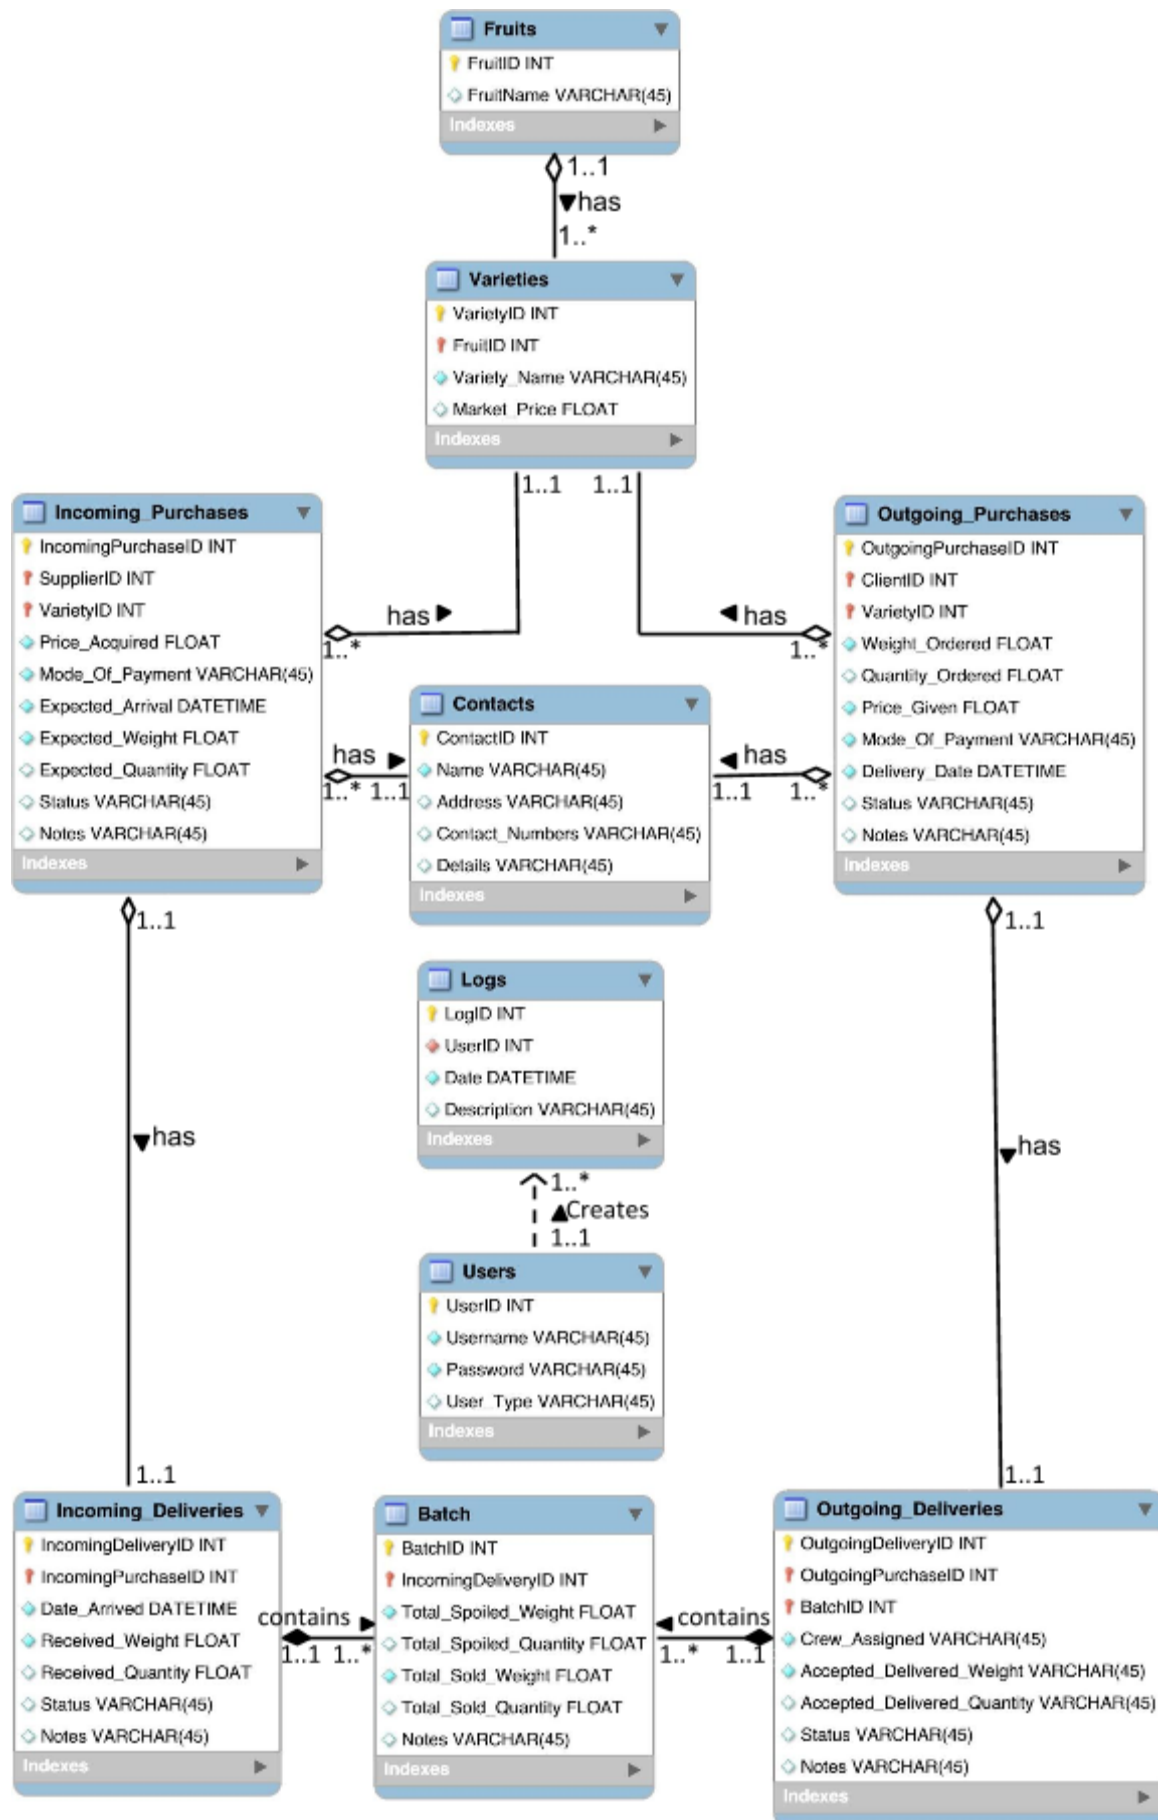 Fruits
FruitID INT
FruitName VARCHAR(45)
Indexes
1..1
has
1..*
Varieties
VarietyID INT
FruitID INT
Variety_Name VARCHAR(45)
Market_Price FLOAT
Indexes
1..1
1..1
Incoming_Purchases
IncomingPurchaseID INT
SupplierID INT
VarietyID INT
Price_Acquired FLOAT
Mode_Of_Payment VARCHAR(45)
Expected_Arrival DATETIME
Expected_Weight FLOAT
Expected_Quantity FLOAT
Status VARCHAR(45)
Notes VARCHAR(45)
Indexes
has
1..*
has
1..*
Outgoing_Purchases
OutgoingPurchaseID INT
ClientID INT
VarietyID INT
Weight_Ordered FLOAT
Quantity_Ordered FLOAT
Price_Given FLOAT
Mode_Of_Payment VARCHAR(45)
Delivery_Date DATETIME
Status VARCHAR(45)
Notes VARCHAR(45)
Indexes
has
1..* 1..1
Contacts
ContactID INT
Name VARCHAR(45)
Address VARCHAR(45)
Contact_Numbers VARCHAR(45)
Details VARCHAR(45)
Indexes
has
1..1 1..*
1..1
1..1
Logs
LogID INT
UserID INT
Date DATETIME
Description VARCHAR(45)
Indexes
has
has
1..*
Creates
1..1
Users
UserID INT
Username VARCHAR(45)
Password VARCHAR(45)
User_Type VARCHAR(45)
Indexes
1..1
1..1
Incoming_Deliveries
IncomingDeliveryID INT
IncomingPurchaseID INT
Date_Arrived DATETIME
Received_Weight FLOAT
Received_Quantity FLOAT
Status VARCHAR(45)
Notes VARCHAR(45)
Indexes
contains
1..1 1..*
Batch
BatchID INT
IncomingDeliveryID INT
Total_Spoiled_Weight FLOAT
Total_Spoiled_Quantity FLOAT
Total_Sold_Weight FLOAT
Total_Sold_Quantity FLOAT
Notes VARCHAR(45)
Indexes
contains
1..* 1..1
Outgoing_Deliveries
OutgoingDeliveryID INT
OutgoingPurchaseID INT
BatchID INT
Crew_Assigned VARCHAR(45)
Accepted_Delivered_Weight VARCHAR(45)
Accepted_Delivered_Quantity VARCHAR(45)
Status VARCHAR(45)
Notes VARCHAR(45)
Indexes